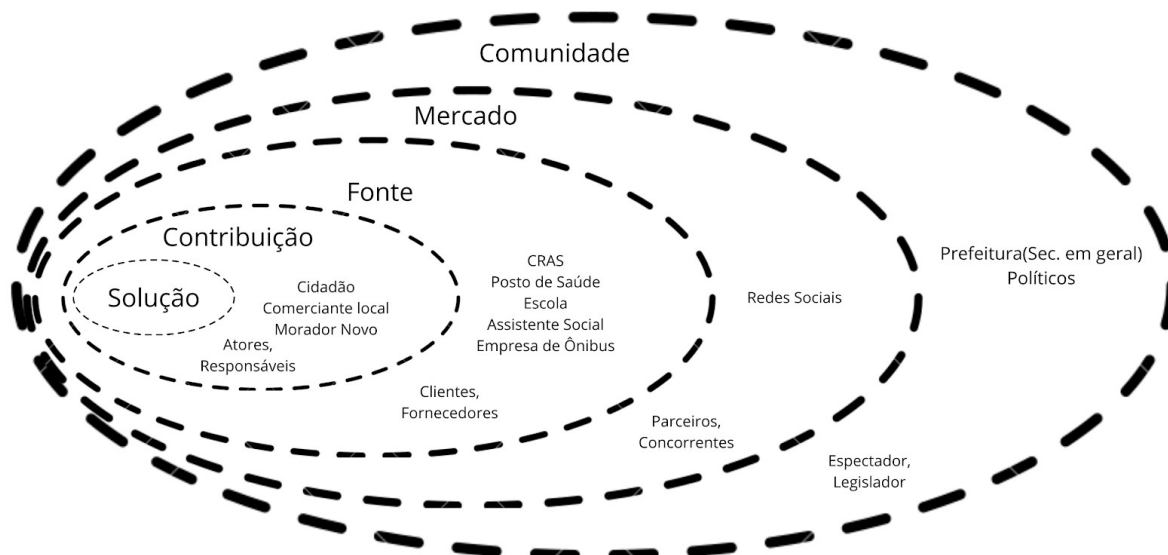 Comunidade
Mercado
Fonte
Contribuição
Solução
Cidadão
Comerciante local
Morador Novo
Atores,
Responsáveis
CRAS
Posto de Saúde
Escola
Assistente Social
Empresa de Ônibus
Clientes,
Fornecedores
Redes Sociais
Parceiros,
Concorrentes
Prefeitura(Sec. em geral)
Políticos
Espectador,
Legislador